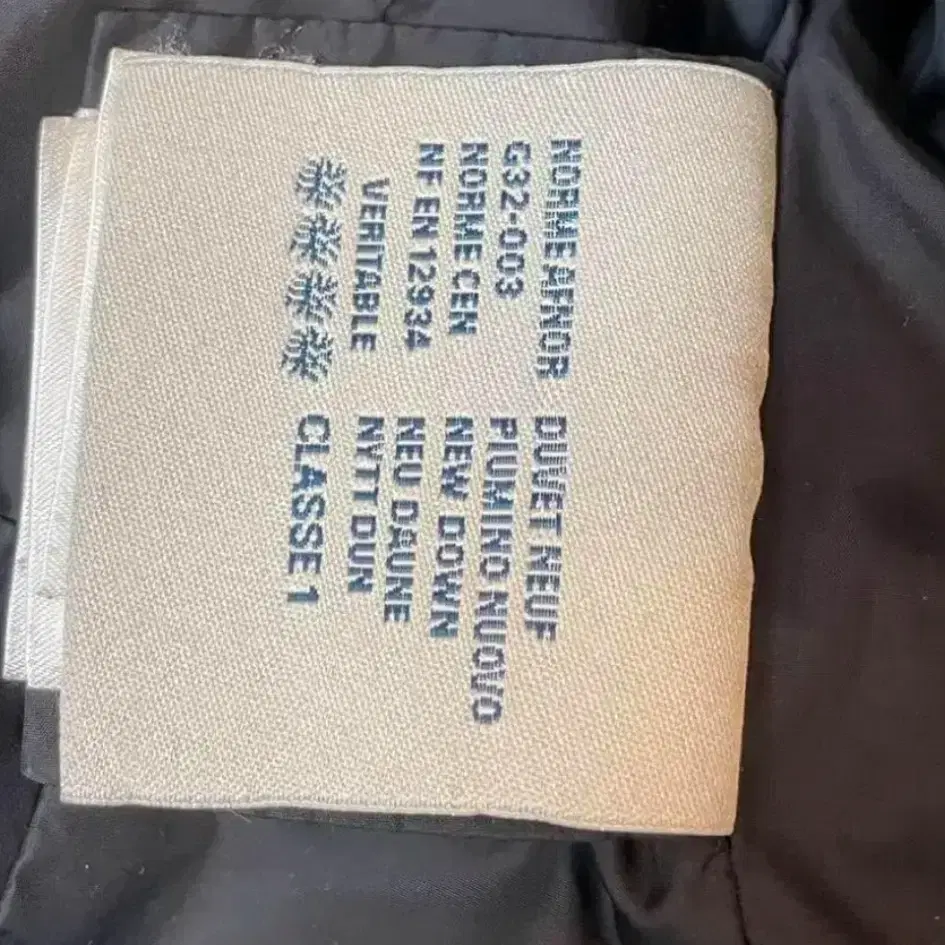 NORME AFNOR
G32-003
NORME CEN
NF EN 12934
VERITABLE
DUVET NEUF
PIUMINO NUOVO
NEW DOWN
NEU DAUNE
NYTT DUN
CLASSE 1